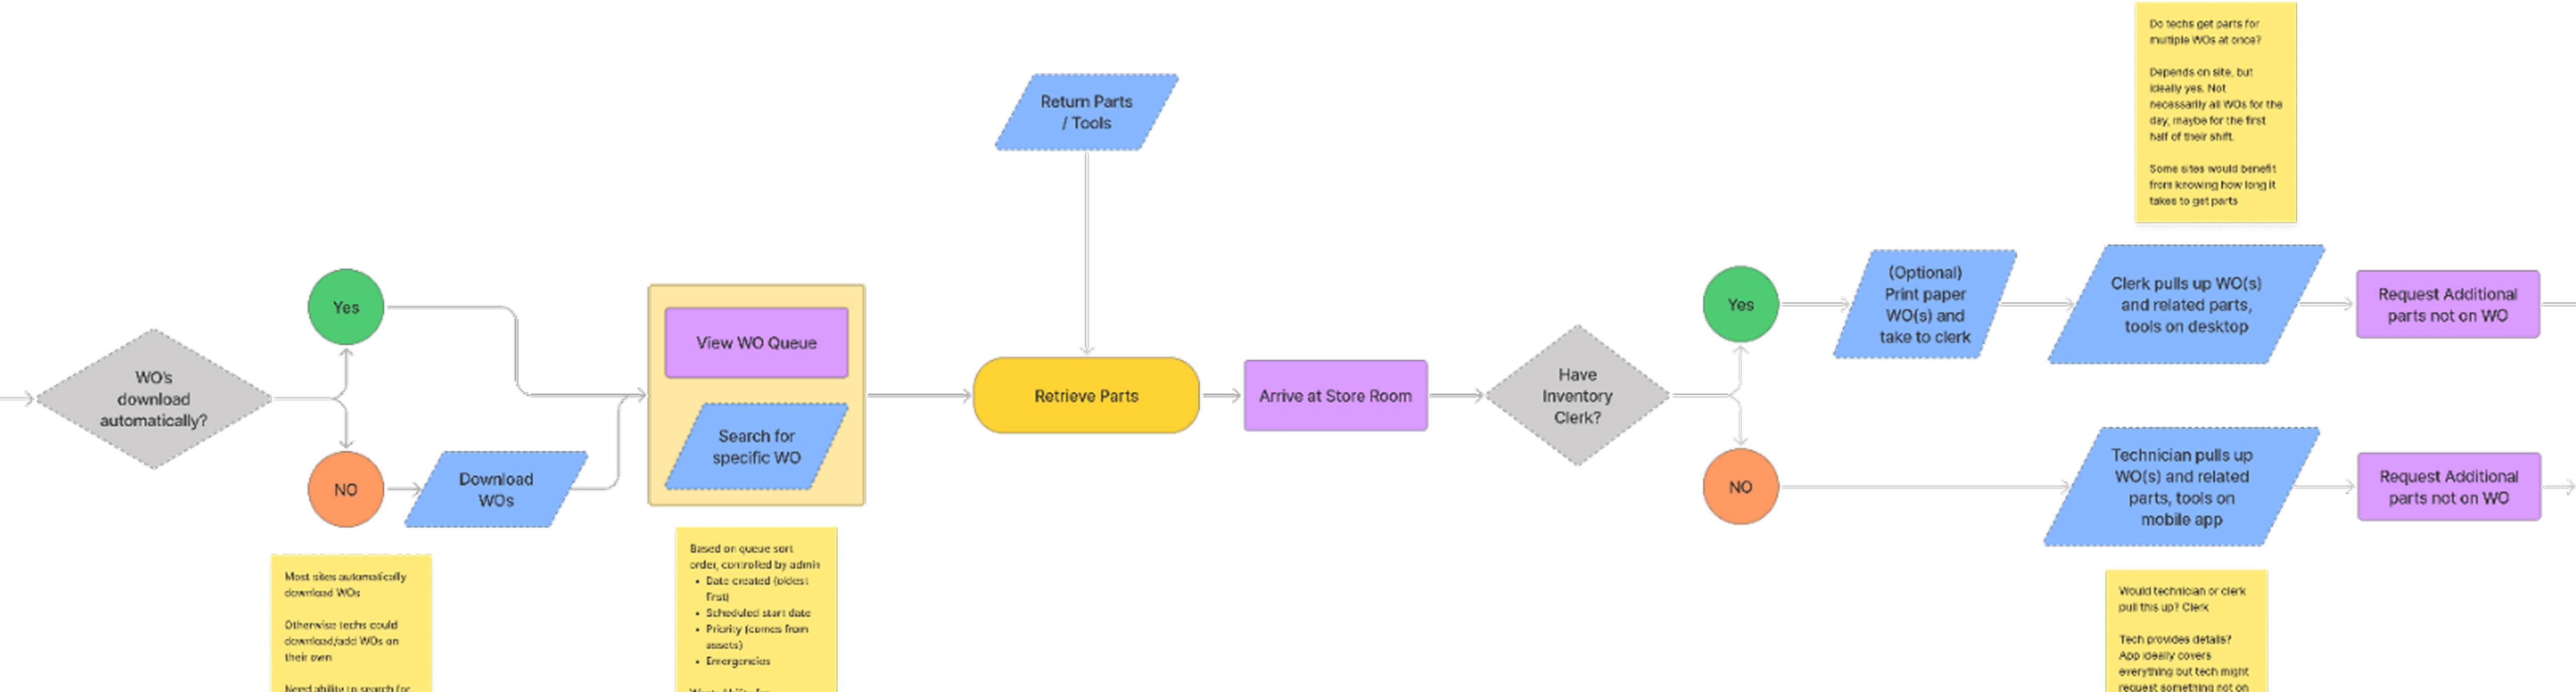 WO's
download
automatically?
Yes
NO
Download
WOs
Most sites automatically
download WOs
Otherwise techs could
download/add WOs on
their own
Need ability to search for
View WO Queue
Search for
specific WO
Based on queue sort
order, controlled by admin
• Date created (oldest
first)
• Scheduled start date
• Priority (comes from
assets)
• Emergencies
Return Parts
/ Tools
Retrieve Parts
Arrive at Store Room
Have
Inventory
Clerk?
Yes
(Optional)
Print paper
WO(s) and
take to clerk
Clerk pulls up WO(s)
and related parts,
tools on desktop
Request Additional
parts not on WO
Do techs get parts for
multiple WOs at once?
Depends on site, but
ideally yes. Not
necessarily all WOs for the
day, maybe for the first
half of their shift.
Some sites would benefit
from knowing how long it
takes to get parts
NO
Technician pulls up
WO(s) and related
parts, tools on
mobile app
Request Additional
parts not on WO
Would technician or clerk
pull this up? Clerk
Tech provides details?
App ideally covers
everything but tech might
request something not on